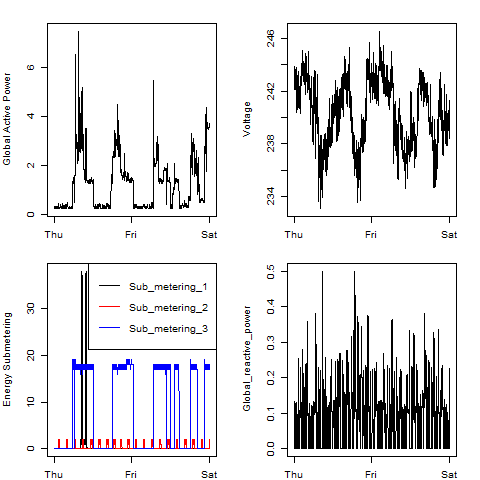 Global Active Power
0 2 4 6
Thu Fri Sat
Voltage
234 238 242 246
Thu Fri Sat
Energy Submetering
0 10 20 30
Sub_metering_1
Sub_metering_2
Sub_metering_3
Thu Fri Sat
Global_reactive_power
0.0 0.1 0.2 0.3 0.4 0.5
Thu Fri Sat